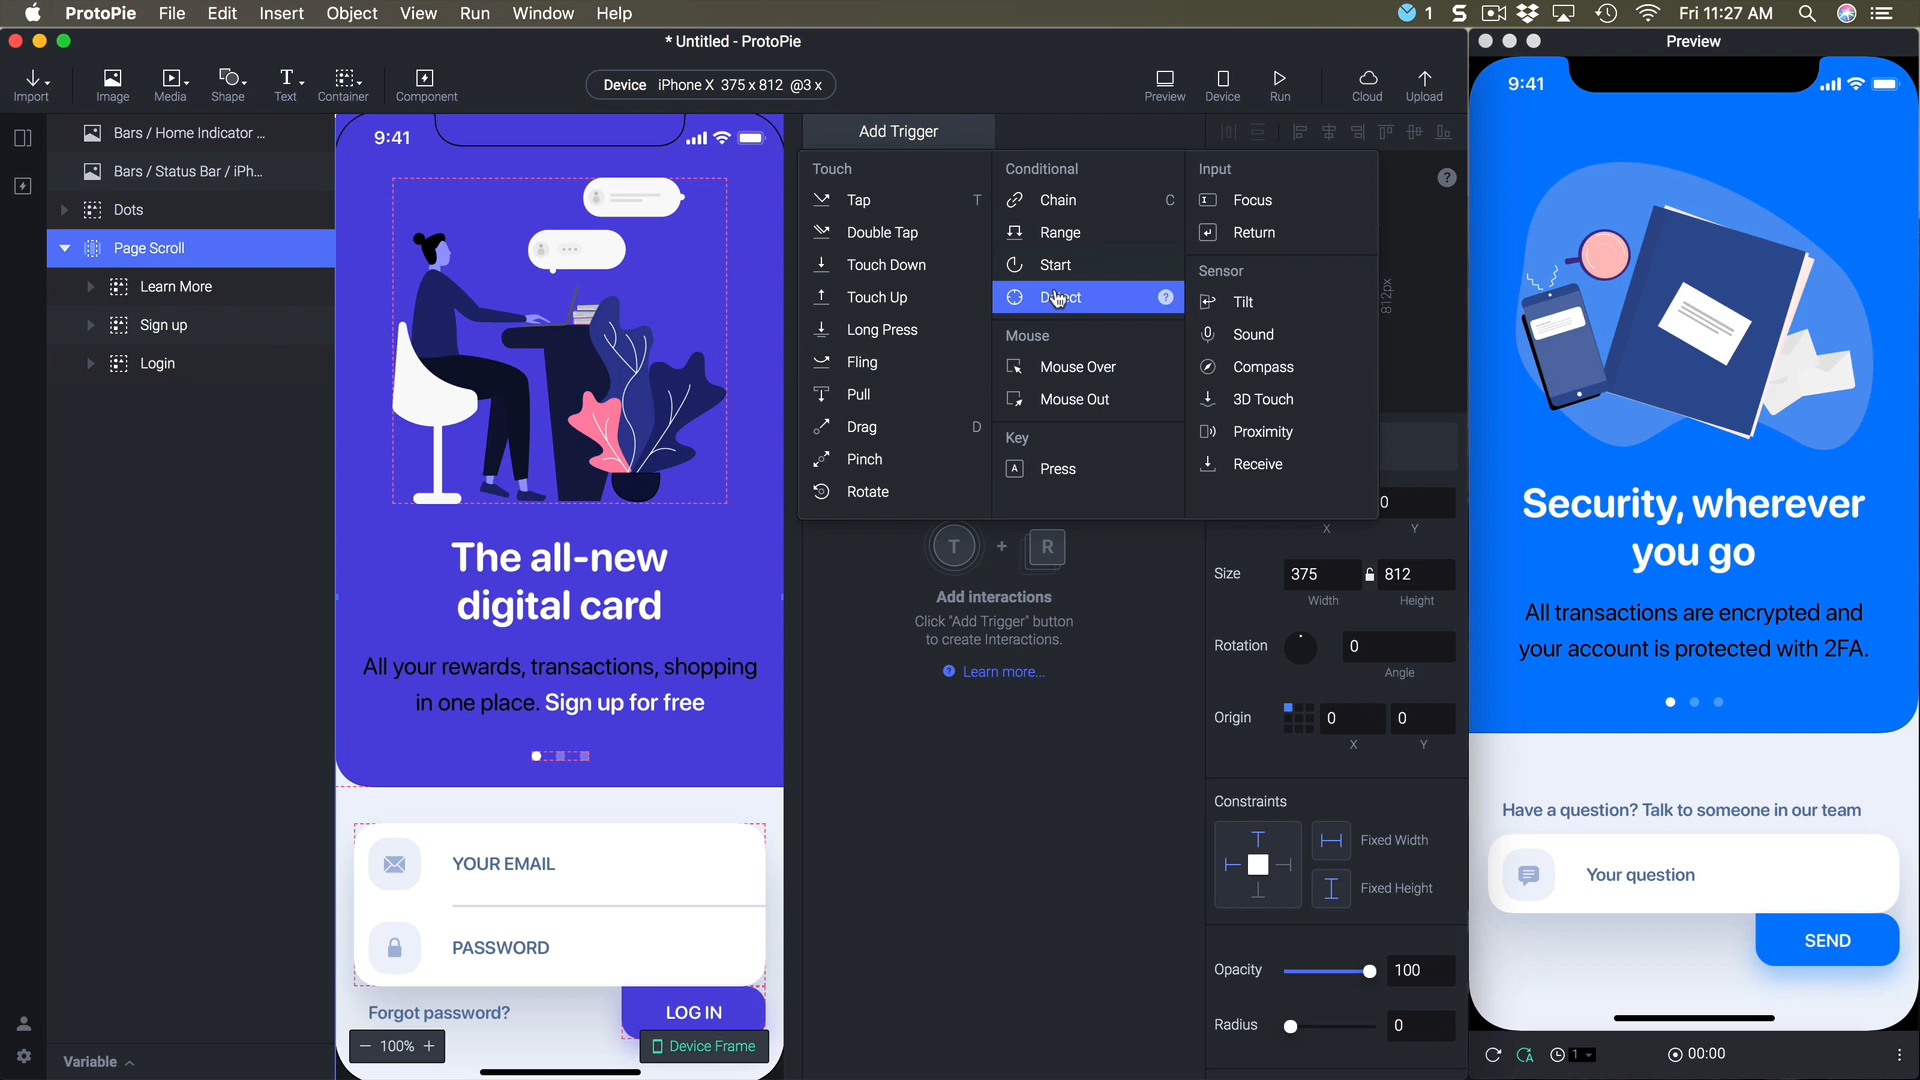 ProtoPie File Edit Insert Object View Run Window Help
1
Fri 11:27 AM
* Untitled - ProtoPie
Preview
Import
Image
Media
Shape
Text
Container
Component
Device iPhone X 375 x 812 @3 x
Preview
Device
Run
Cloud
Upload
Bars / Home Indicator ...
Bars / Status Bar / iPh...
Dots
Page Scroll
Learn More
Sign up
Login
Variable
9:41
The all-new
digital card
All your rewards, transactions, shopping
in one place. Sign up for free
YOUR EMAIL
PASSWORD
Forgot password?
LOG IN
100%
Device Frame
Add Trigger
Touch
Tap T
Double Tap
Touch Down
Touch Up
Long Press
Fling
Pull
Drag D
Pinch
Rotate
Conditional
Chain C
Range
Start
Mouse
Mouse Over
Mouse Out
Key
A Press
Input
Focus
Return
Sensor
Tilt
Sound
Compass
3D Touch
Proximity
Receive
T + R
Add interactions
Click "Add Trigger" button
to create Interactions.
Learn more...
812px
0
X Y
Size 375 812
Width Height
Rotation 0
Angle
Origin 0 0
X Y
Constraints
Fixed Width
Fixed Height
Opacity 100
Radius 0
9:41
Security, wherever
you go
All transactions are encrypted and
your account is protected with 2FA.
Have a question? Talk to someone in our team
Your question
SEND
1
00:00